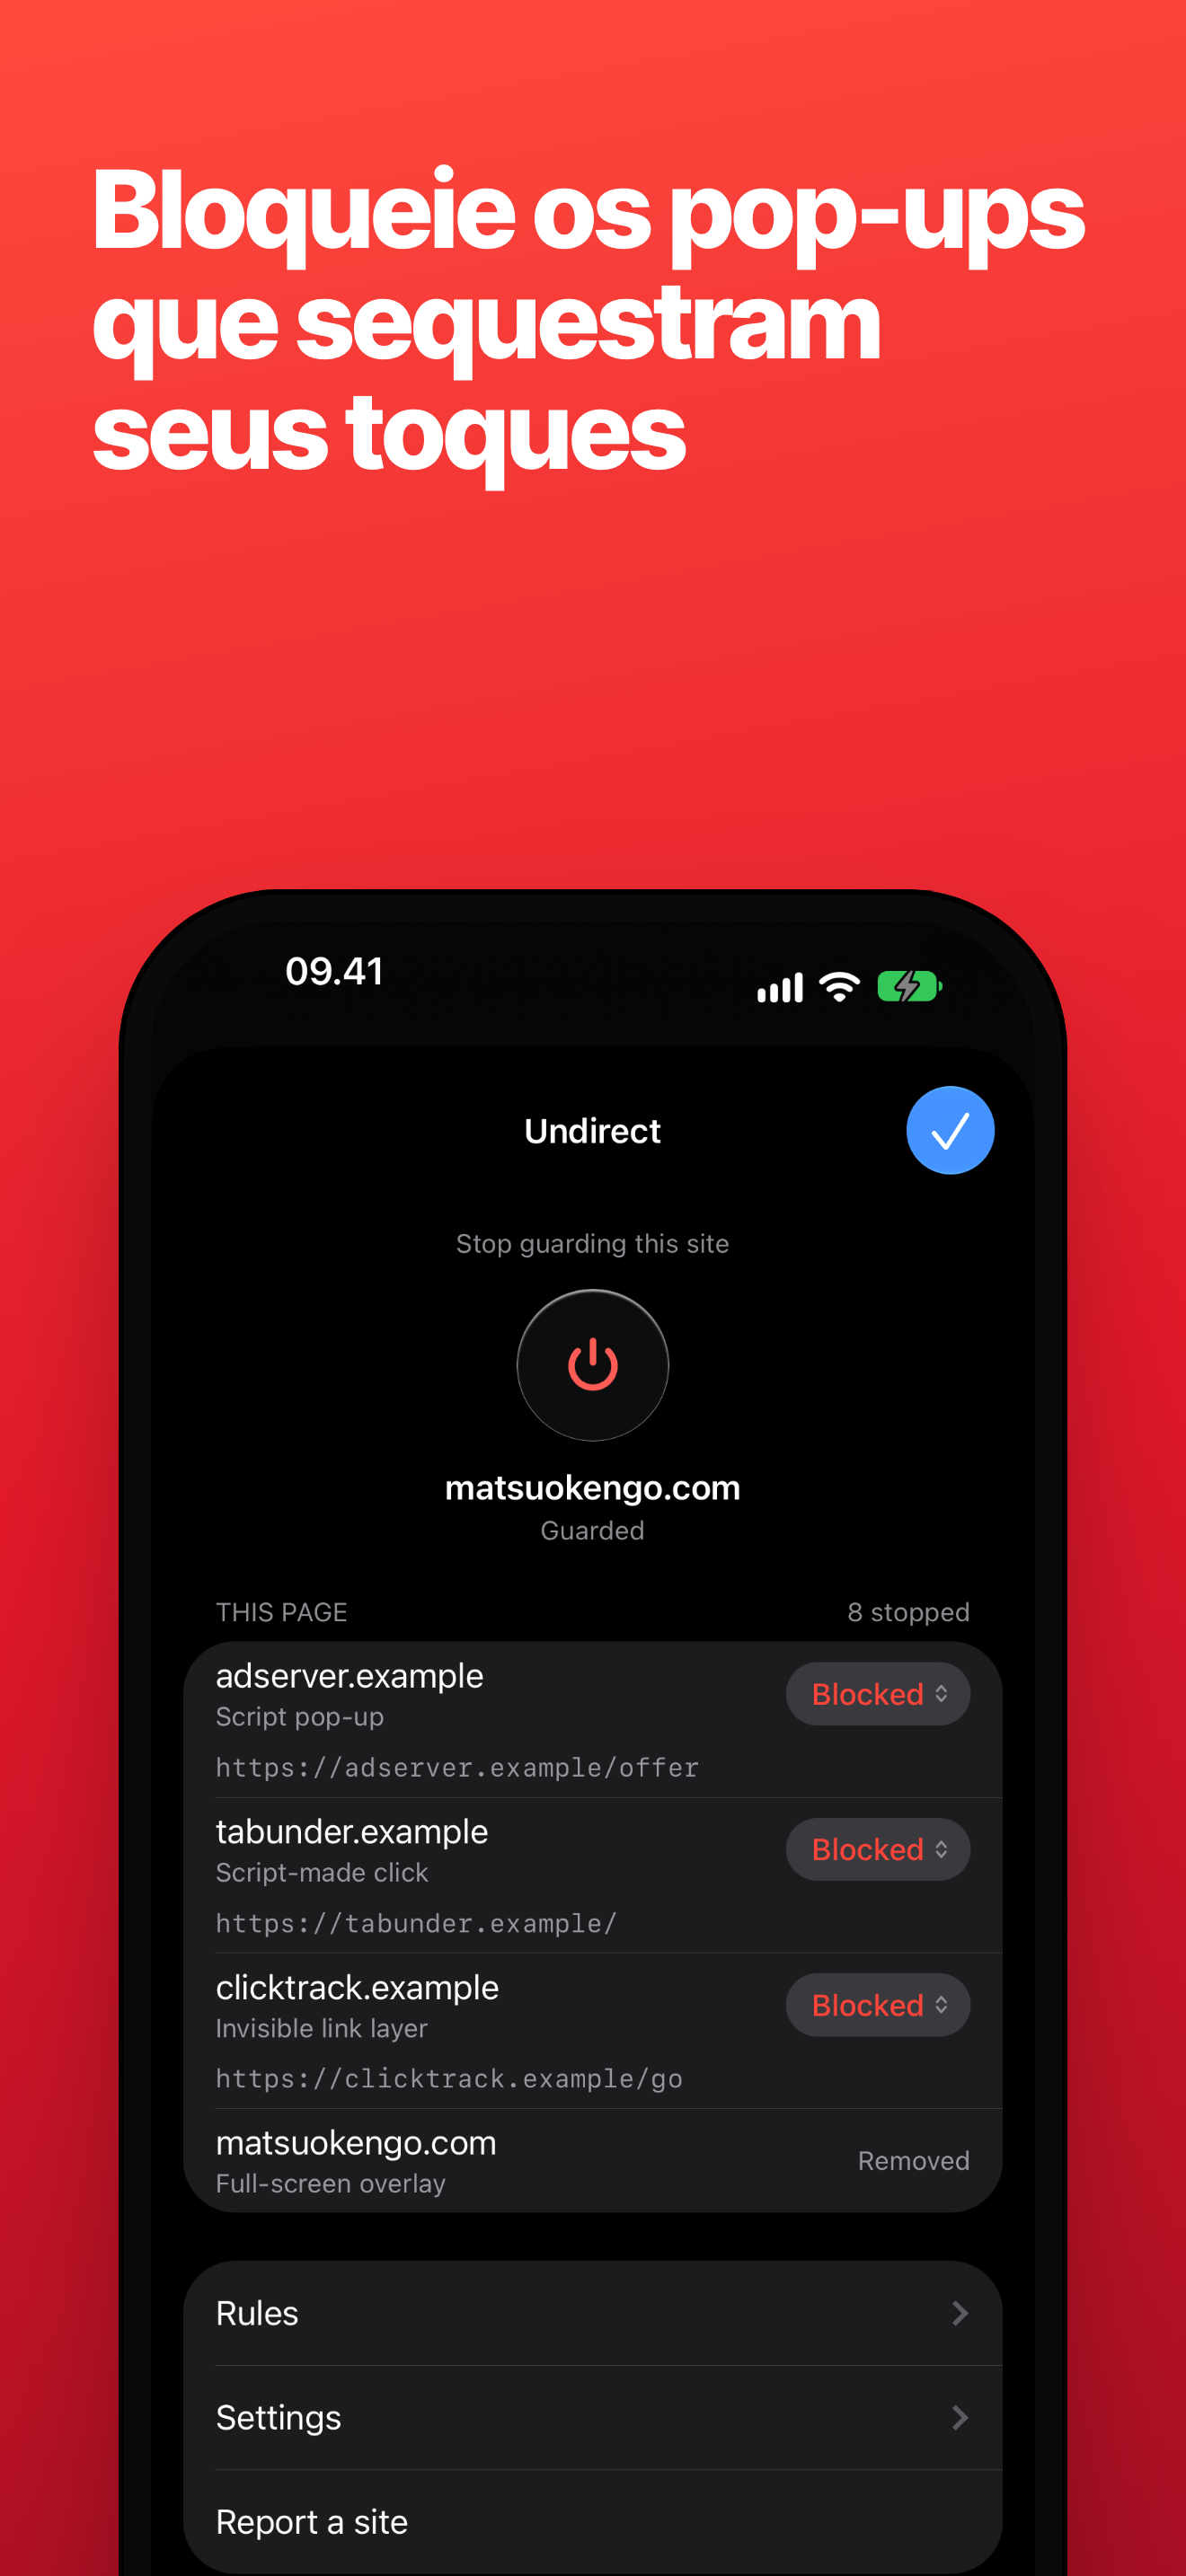 Bloqueie os pop-ups
que sequestram
seus toques
09.41
Undirect
Stop guarding this site
matsuokengo.com
Guarded
THIS PAGE
8 stopped
adserver.example
Blocked
Script pop-up
https://adserver.example/offer
tabunder.example
Blocked
Script-made click
https://tabunder.example/
clicktrack.example
Blocked
Invisible link layer
https://clicktrack.example/go
matsuokengo.com
Removed
Full-screen overlay
Rules
Settings
Report a site